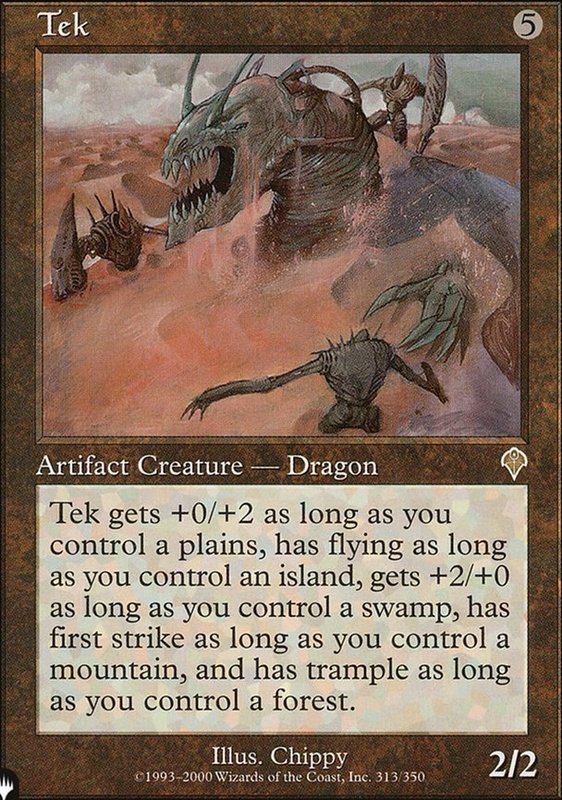 Tek 5
Artifact Creature — Dragon
Tek gets +0/+2 as long as you
control a plains, has flying as long
as you control an island, gets +2/+0
as long as you control a swamp, has
first strike as long as you control a
mountain, and has trample as long
as you control a forest.
Illus. Chippy
©1993–2000 Wizards of the Coast, Inc. 313/350
2/2